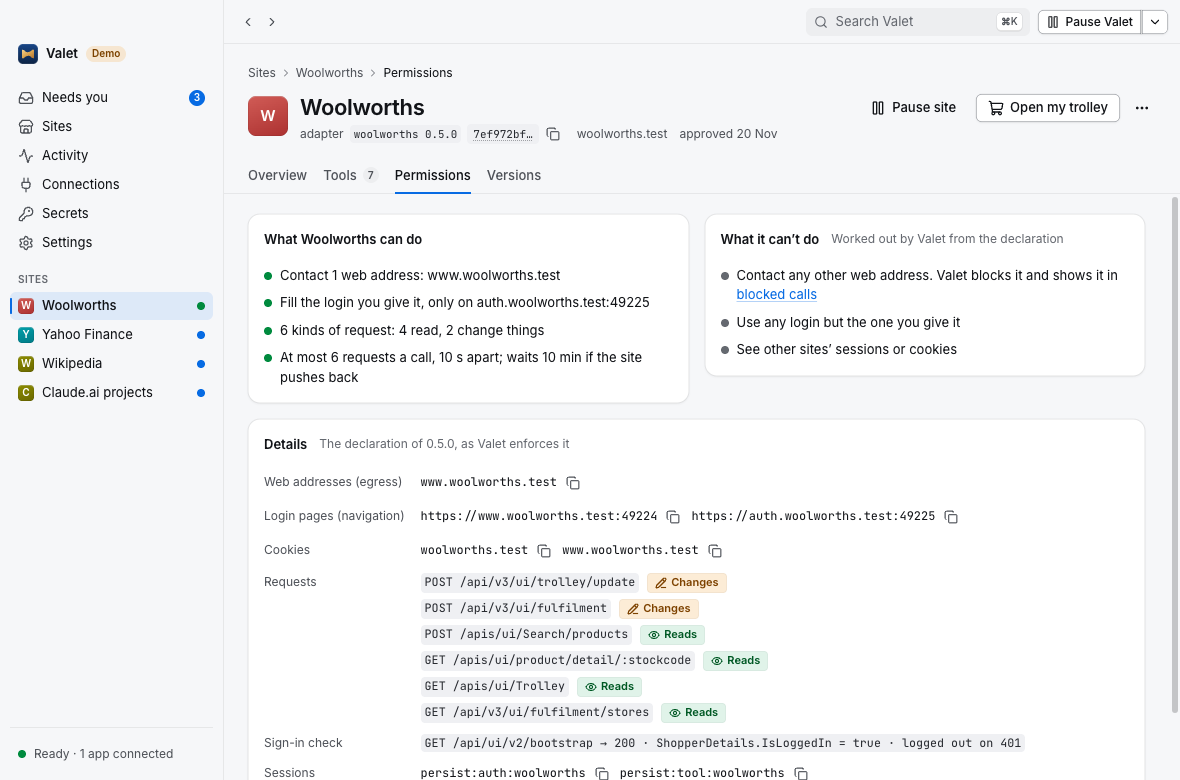 Search Valet
⌘K
Pause Valet
Valet
Demo
Needs you
3
Sites
Activity
Connections
Secrets
Settings
SITES
W
Woolworths
Y
Yahoo Finance
W
Wikipedia
C
Claude.ai projects
Ready · 1 app connected
Sites
Woolworths
Permissions
W
Woolworths
adapter woolworths 0.5.0 7ef972bf… woolworths.test approved 20 Nov
Pause site
Open my trolley
Overview
Tools 7
Permissions
Versions
What Woolworths can do
Contact 1 web address: www.woolworths.test
Fill the login you give it, only on auth.woolworths.test:49225
6 kinds of request: 4 read, 2 change things
At most 6 requests a call, 10 s apart; waits 10 min if the site
pushes back
What it can’t do Worked out by Valet from the declaration
Contact any other web address. Valet blocks it and shows it in
blocked calls
Use any login but the one you give it
See other sites’ sessions or cookies
Details The declaration of 0.5.0, as Valet enforces it
Web addresses (egress) www.woolworths.test
Login pages (navigation) https://www.woolworths.test:49224 https://auth.woolworths.test:49225
Cookies woolworths.test www.woolworths.test
Requests POST /api/v3/ui/trolley/update Changes
POST /api/v3/ui/fulfilment Changes
POST /apis/ui/Search/products Reads
GET /apis/ui/product/detail/:stockcode Reads
GET /apis/ui/Trolley Reads
GET /api/v3/ui/fulfilment/stores Reads
Sign-in check GET /api/ui/v2/bootstrap → 200 · ShopperDetails.IsLoggedIn = true · logged out on 401
Sessions persist:auth:woolworths persist:tool:woolworths